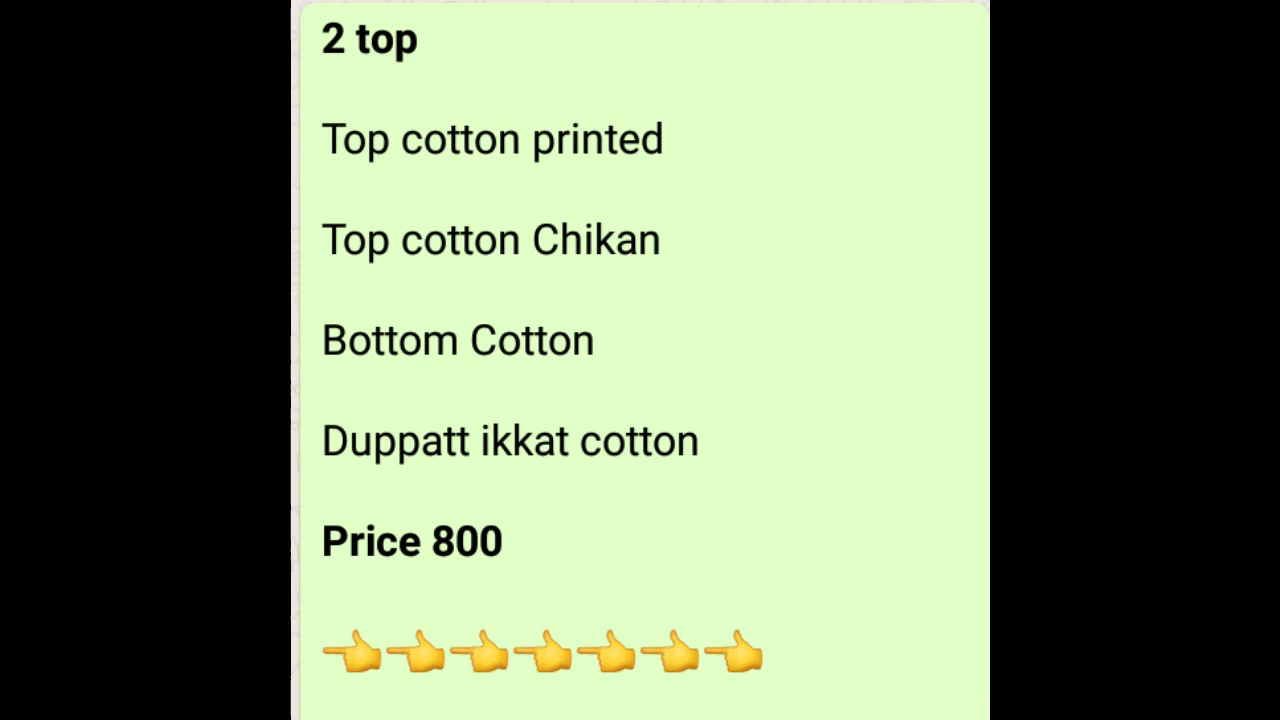 2 top
Top cotton printed
Top cotton Chikan
Bottom Cotton
Duppatt ikkat cotton
Price 800
👈👈👈👈👈👈👈